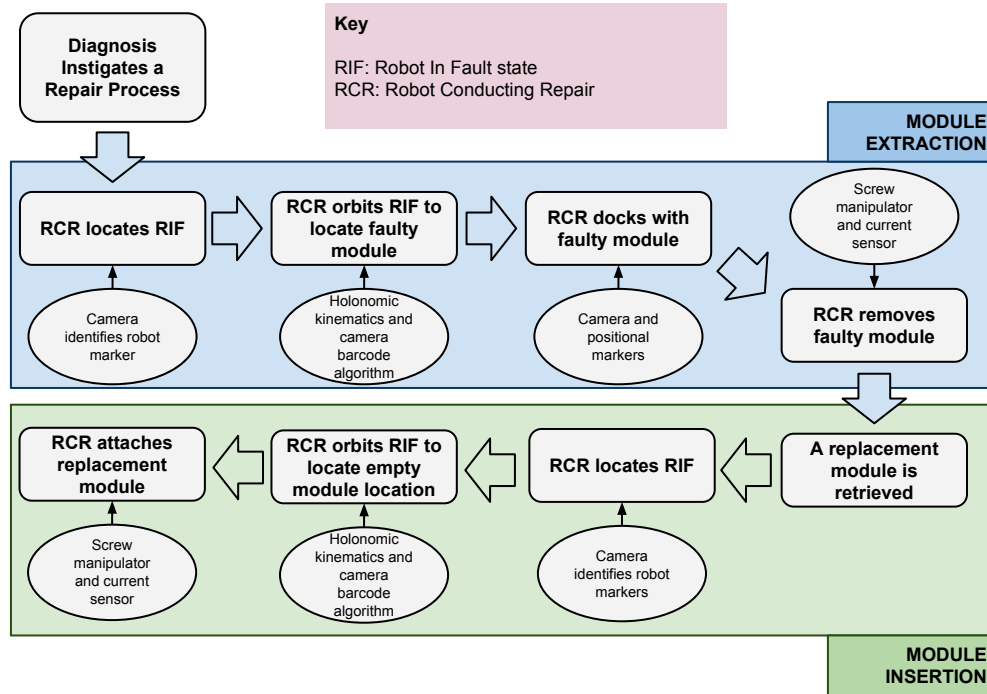 Diagnosis
Instigates a
Repair Process
Key
RIF: Robot In Fault state
RCR: Robot Conducting Repair
MODULE
EXTRACTION
RCR locates RIF
RCR orbits RIF to
locate faulty
module
RCR docks with
faulty module
Screw
manipulator
and current
sensor
RCR removes
faulty module
Camera
identifies robot
marker
Holonomic
kinematics and
camera
barcode
algorithm
Camera and
positional
markers
RCR attaches
replacement
module
RCR orbits RIF to
locate empty
module location
RCR locates RIF
A replacement
module is
retrieved
Screw
manipulator
and current
sensor
Holonomic
kinematics and
camera
barcode
algorithm
Camera
identifies robot
markers
MODULE
INSERTION